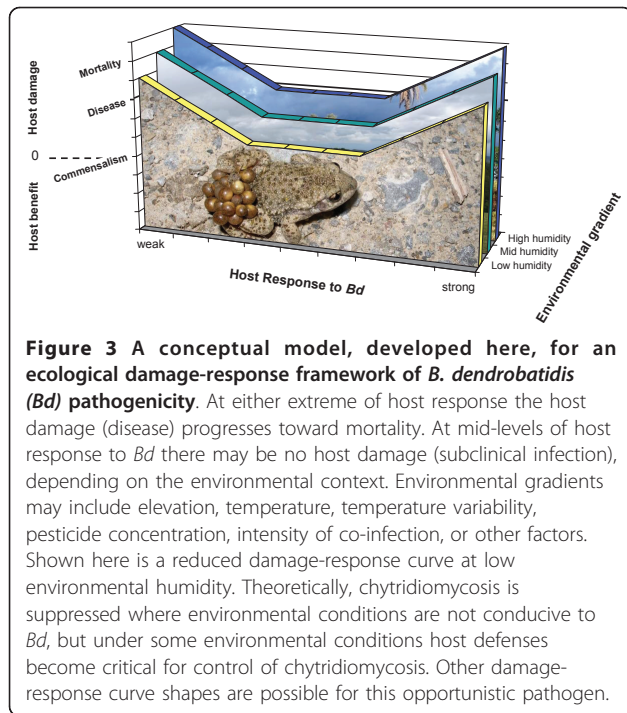 Mortality
Host damage
Disease
0
Commensalism
Host benefit
weak
High humidity
Mid humidity
Low humidity
Host Response to Bd
strong
Environmental gradient
Figure 3 A conceptual model, developed here, for an
ecological damage-response framework of B. dendrobatidis
(Bd) pathogenicity. At either extreme of host response the host
damage (disease) progresses toward mortality. At mid-levels of host
response to Bd there may be no host damage (subclinical infection),
depending on the environmental context. Environmental gradients
may include elevation, temperature, temperature variability,
pesticide concentration, intensity of co-infection, or other factors.
Shown here is a reduced damage-response curve at low
environmental humidity. Theoretically, chytridiomycosis is
suppressed where environmental conditions are not conducive to
Bd, but under some environmental conditions host defenses
become critical for control of chytridiomycosis. Other damage-
response curve shapes are possible for this opportunistic pathogen.